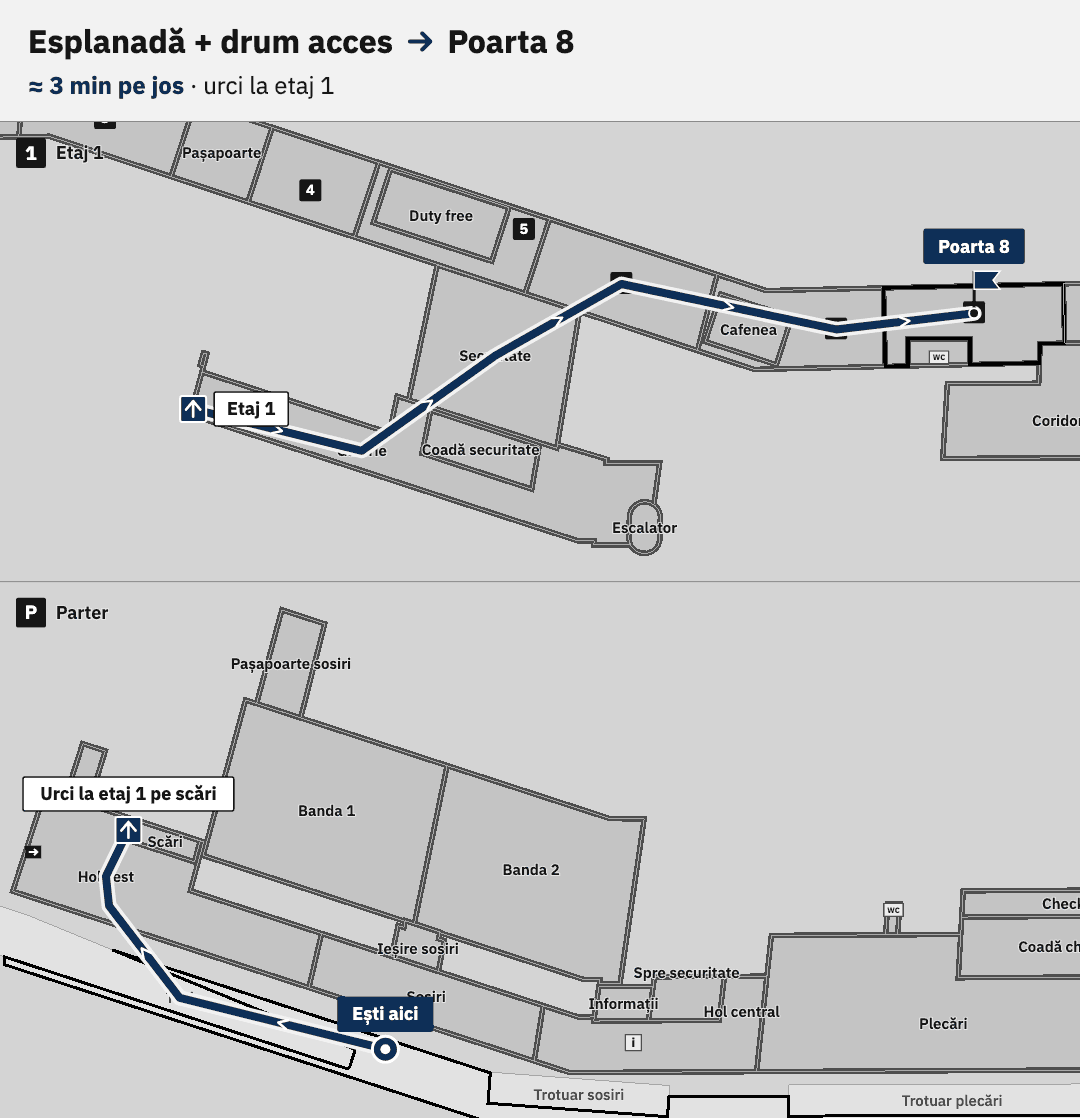 Esplanadă + drum acces → Poarta 8
≈ 3 min pe jos · urci la etaj 1
1 Etaj 1
Pașapoarte
4
Duty free
5
Poarta 8
Cafenea
wc
Etaj 1
Coadă securitate
Coridor
Escalator
P Parter
Pașapoarte sosiri
Urci la etaj 1 pe scări
Banda 1
Scări
Banda 2
wc
Ieșire sosiri
Spre securitate
Informații
Hol central
Ești aici
Plecări
i
Trotuar sosiri
Trotuar plecări